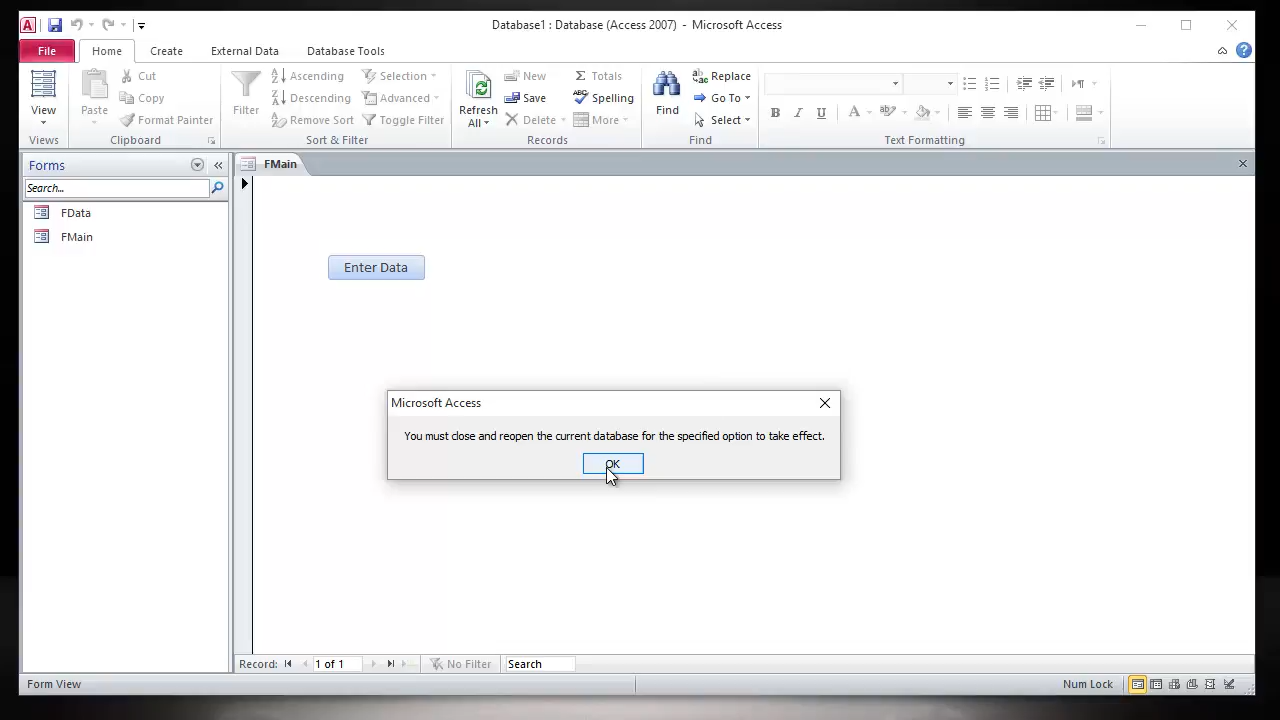 Database1 : Database (Access 2007) - Microsoft Access
File Home Create External Data Database Tools
View
Views
Paste
Cut
Copy
Format Painter
Clipboard
Filter
Ascending
Descending
Remove Sort
Selection
Advanced
Toggle Filter
Sort & Filter
Refresh
All
New
Save
Delete
Totals
Spelling
More
Records
Find
Replace
Go To
Select
Find
B I U
A
Text Formatting
Forms
Search...
FData
FMain
FMain
Enter Data
Microsoft Access
You must close and reopen the current database for the specified option to take effect.
OK
Record: 1 of 1 No Filter Search
Form View
Num Lock